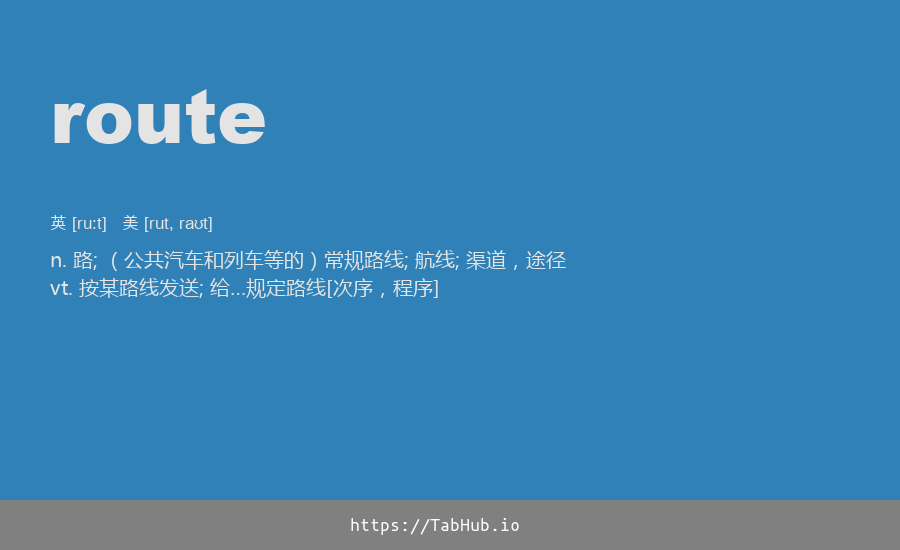 route
英 [ruːt] 美 [rut, raʊt]
n. 路; （公共汽车和列车等的）常规路线; 航线; 渠道，途径
vt. 按某路线发送; 给…规定路线[次序，程序]
https://TabHub.io